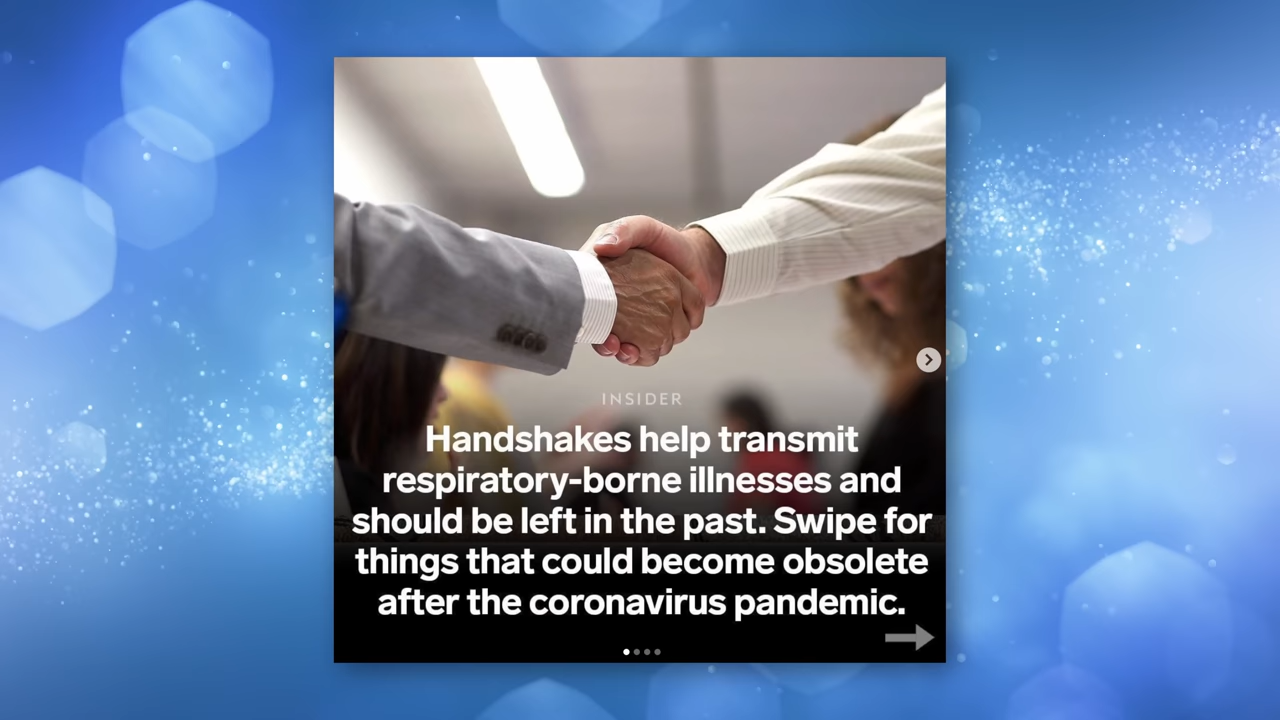 INSIDER
Handshakes help transmit
respiratory-borne illnesses and
should be left in the past. Swipe for
things that could become obsolete
after the coronavirus pandemic.